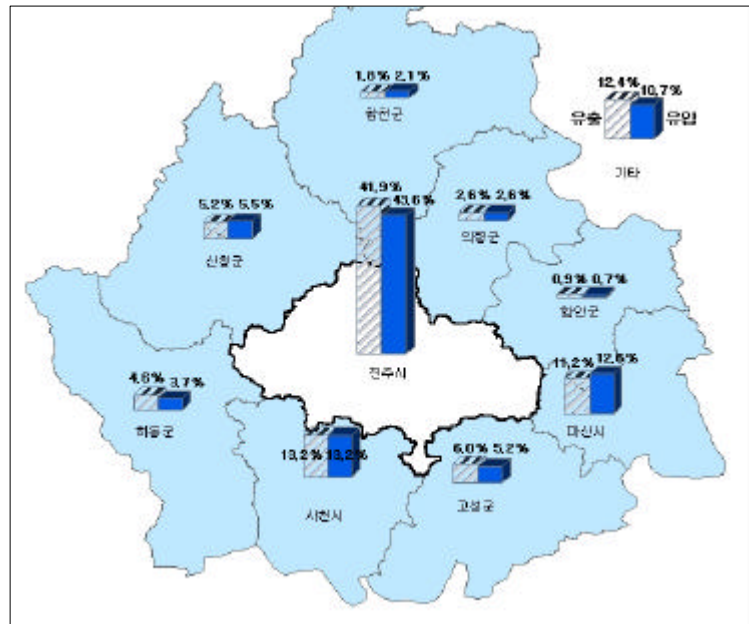 1,8% 2,1%
합천군
12,4%
10,7%
유출
유입
기타
41,9%
43,6%
진주시
5,2% 5,5%
산청군
2,6% 2,6%
의령군
0,9% 0,7%
함안군
11,2% 12,6%
마산시
4,6% 3,7%
하동군
13,2% 13,2%
사천시
6,0% 5,2%
고성군